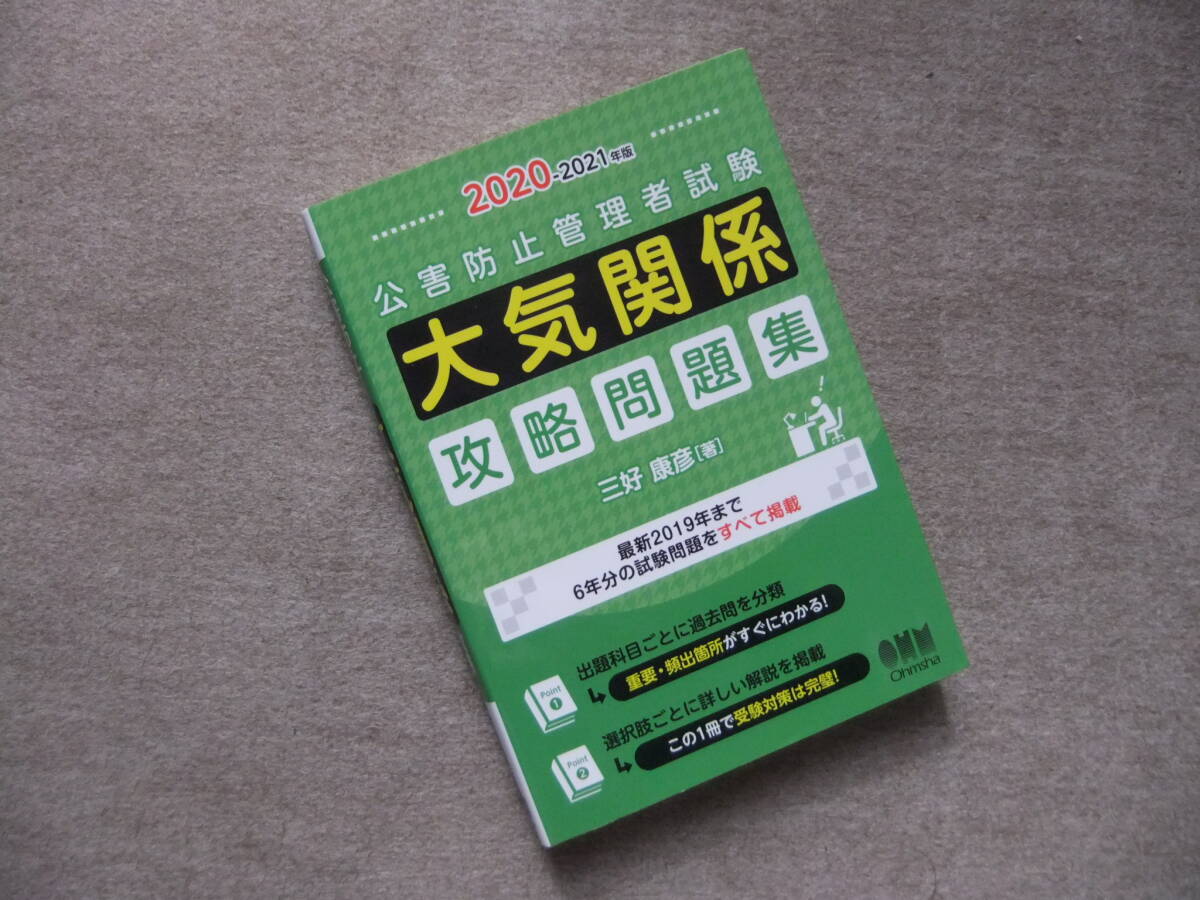 2020-2021年版
公害防止管理者試験
大気関係
攻略問題集
三好 康彦[著]
最新2019年まで
6年分の試験問題をすべて掲載
Point 1
出題科目ごとに過去問を分類
重要・頻出箇所がすぐにわかる!
Point 2
選択肢ごとに詳しい解説を掲載
この1冊で受験対策は完璧!
OHM
Ohmsha